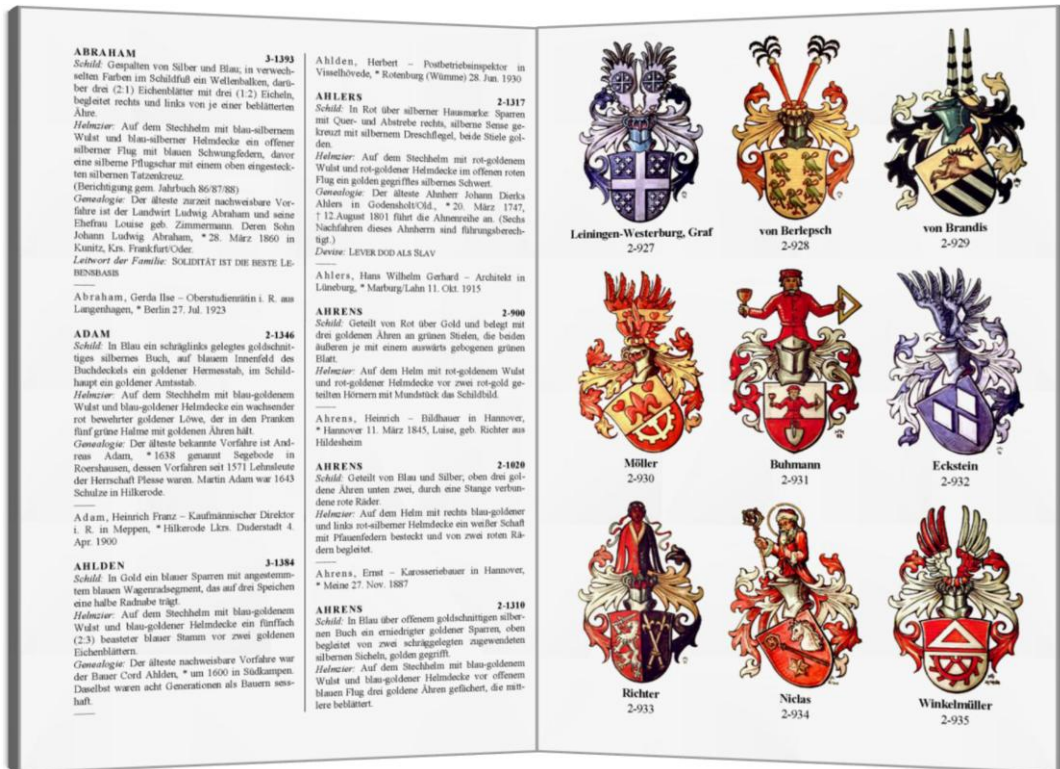 ABRAHAM
3-1393
Schild: Gespalten von Silber und Blau; in verwech-
selten Farben im Schildfuß ein Wellenbalken, darü-
ber drei (2:1) Eichenblätter mit drei (1:2) Eicheln,
begleitet rechts und links von je einer beblätterten
Ähre.
Helmzier: Auf dem Stechhelm mit blau-silbernem
Wulst und blau-silberner Helmdecke ein offener
silberner Flug mit blauen Schwungfedern, davor
eine silberne Pflugschar mit einem oben eingesteck-
ten silbernen Tatzenkreuz.
(Berichtigung gem. Jahrbuch 86/87/88)
Genealogie: Der älteste zurzeit nachweisbare Vor-
fahre ist der Landwirt Ludwig Abraham und seine
Ehefrau Louise geb. Zimmermann. Deren Sohn
Johann Ludwig Abraham, * 28. März 1860 in
Kunitz, Krs. Frankfurt/Oder.
Leitwort der Familie: SOLIDITÄT IST DIE BESTE LE-
BENSBASIS
Abraham, Gerda Ilse – Oberstudienrätin i. R. aus
Langenhagen, * Berlin 27. Jul. 1923
ADAM
2-1346
Schild: In Blau ein schräglinks gelegtes goldschnit-
tiges silbernes Buch, auf blauem Innenfeld des
Buchdeckels ein goldener Hermesstab, im Schild-
haupt ein goldener Amtsstab.
Helmzier: Auf dem Stechhelm mit blau-goldenem
Wulst und blau-goldener Helmdecke ein wachsender
rot bewehrter goldener Löwe, der in den Pranken
fünf grüne Halme mit goldenen Ähren hält.
Genealogie: Der älteste bekannte Vorfahre ist And-
reas Adam, * 1638 genannt Segebode in
Roershausen, dessen Vorfahren seit 1571 Lehnsleute
der Herrschaft Plesse waren. Martin Adam war 1643
Schulze in Hilkerode.
Adam, Heinrich Franz – Kaufmännischer Direktor
i. R. in Meppen, * Hilkerode Lkrs. Duderstadt 4.
Apr. 1900
AHLDEN
3-1384
Schild: In Gold ein blauer Sparren mit angestemm-
tem blauen Wagenradsegment, das auf drei Speichen
eine halbe Radnabe trägt.
Helmzier: Auf dem Stechhelm mit blau-goldenem
Wulst und blau-goldener Helmdecke ein fünffach
(2:3) beasteter blauer Stamm vor zwei goldenen
Eichenblättern.
Genealogie: Der älteste nachweisbare Vorfahre war
der Bauer Cord Ahlden, * um 1600 in Südkampen.
Daselbst waren acht Generationen als Bauern sess-
haft.
Ahlden, Herbert – Postbetriebsinspektor in
Visselhövede, * Rotenburg (Wümme) 28. Jun. 1930
AHLERS
2-1317
Schild: In Rot über silberner Hausmarke: Sparren
mit Quer- und Abstrebe rechts, silberne Sense ge-
kreuzt mit silbernem Dreschflegel, beide Stiele gol-
den.
Helmzier: Auf dem Stechhelm mit rot-goldenem
Wulst und rot-goldener Helmdecke im offenen roten
Flug ein golden gegrifftes silbernes Schwert.
Genealogie: Der älteste Ahnherr Johann Dierks
Ahlers in Godensholt/Old., * 20. März 1747,
† 12.August 1801 führt die Ahnenreihe an. (Sechs
Nachfahren dieses Ahnherrn sind führungsberech-
tigt.)
Devise: LEVER DOD ALS SLAV
Ahlers, Hans Wilhelm Gerhard – Architekt in
Lüneburg, * Marburg/Lahn 11. Okt. 1915
AHRENS
2-900
Schild: Geteilt von Rot über Gold und belegt mit
drei goldenen Ähren an grünen Stielen, die beiden
äußeren je mit einem auswärts gebogenen grünen
Blatt.
Helmzier: Auf dem Helm mit rot-goldenem Wulst
und rot-goldener Helmdecke vor zwei rot-gold ge-
teilten Hörnern mit Mundstück das Schildbild.
Ahrens, Heinrich – Bildhauer in Hannover,
* Hannover 11. März 1845, Luise, geb. Richter aus
Hildesheim
AHRENS
2-1020
Schild: Geteilt von Blau und Silber, oben drei gol-
dene Ähren unten zwei, durch eine Stange verbun-
dene rote Räder.
Helmzier: Auf dem Helm mit rechts blau-goldener
und links rot-silberner Helmdecke ein weißer Schaft
mit Pfauenfedern besteckt und von zwei roten Rä-
dern begleitet.
Ahrens, Ernst – Karosseriebauer in Hannover,
* Meine 27. Nov. 1887
AHRENS
2-1310
Schild: In Blau über offenem goldschnittigen silber-
nen Buch ein erniedrigter goldener Sparren, oben
begleitet von zwei schräggelegten zugewendeten
silbernen Sicheln, golden gegrifft.
Helmzier: Auf dem Stechhelm mit blau-goldenem
Wulst und blau-goldener Helmdecke vor offenem
blauen Flug drei goldene Ähren gefächert, die mitt-
lere beblättert.
Leiningen-Westerburg, Graf
2-927
von Berlepsch
2-928
von Brandis
2-929
Möller
2-930
Buhmann
2-931
Eckstein
2-932
Richter
2-933
Niclas
2-934
Winkelmüller
2-935